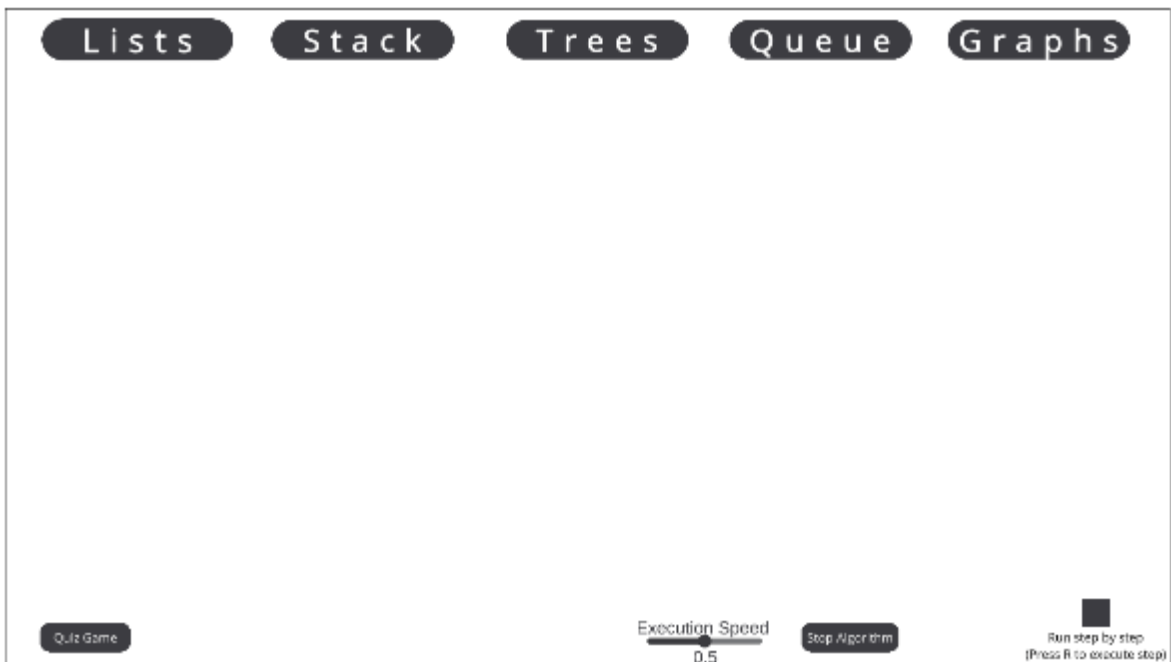 Lists
Stack
Trees
Queue
Graphs
Quiz Game
Execution Speed
0.5
Stop Algorithm
Run step by step
(Press R to execute step)